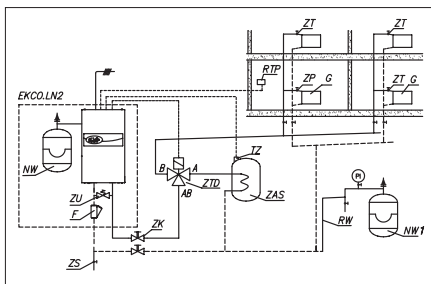 ZT
ZT
RTP
ZP G
ZT G
EKCO.LN2
NW
TZ
B
A
AB
ZTD
ZAS
ZU
F
ZK
ZS
PI
RW
NW1